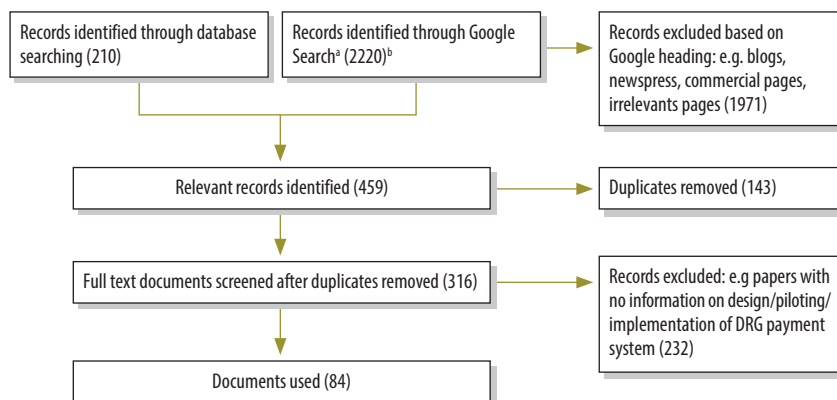 Records identified through database
searching (210)
Records identified through Google
Searchᵃ (2220)ᵇ
Records excluded based on
Google heading: e.g. blogs,
newspress, commercial pages,
irrelevants pages (1971)
Relevant records identified (459)
Duplicates removed (143)
Full text documents screened after duplicates removed (316)
Records excluded: e.g papers with
no information on design/piloting/
implementation of DRG payment
system (232)
Documents used (84)